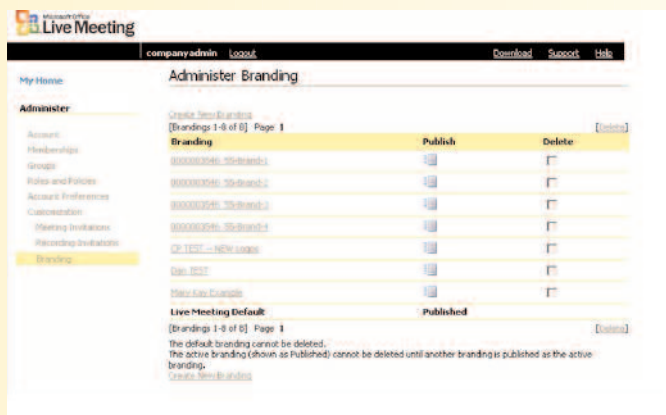 Microsoft Office
Live Meeting
companyadmin Logout Download Support Help
My Home
Administer Branding
Administer
Create New Branding
[Brandings 1-8 of 8] Page 1 [Delete]
Branding Publish Delete
Account
Memberships
Groups
Roles and Policies
Account Preferences
Customization
Meeting Invitations
Recording Invitations
Branding
CP TEST -- NEW Logos
Dan TEST
Mary Kay Example
Live Meeting Default Published
[Brandings 1-8 of 8] Page 1 [Delete]
The default branding cannot be deleted.
The active branding (shown as Published) cannot be deleted until another branding is published as the active
branding.
Create New Branding